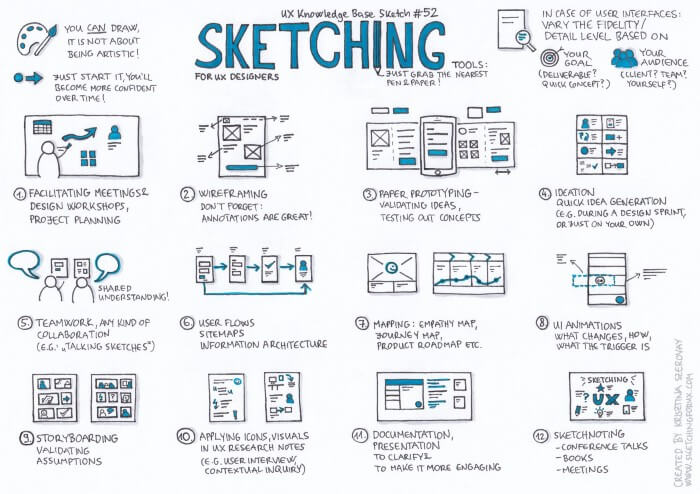 UX Knowledge Base Sketch #52
SKETCHING
FOR UX DESIGNERS
TOOLS:
JUST GRAB THE NEAREST
PEN & PAPER!
YOU CAN DRAW,
IT IS NOT ABOUT
BEING ARTISTIC!
JUST START IT, YOU'LL
BECOME MORE CONFIDENT
OVER TIME!
IN CASE OF USER INTERFACES:
VARY THE FIDELITY/
DETAIL LEVEL BASED ON
YOUR
GOAL
(DELIVERABLE?
QUICK CONCEPT?)
YOUR
AUDIENCE
(CLIENT? TEAM?
YOURSELF?)
1. FACILITATING MEETINGS &
DESIGN WORKSHOPS,
PROJECT PLANNING
2. WIREFRAMING
DON'T FORGET:
ANNOTATIONS ARE GREAT!
3. PAPER PROTOTYPING –
VALIDATING IDEAS,
TESTING OUT CONCEPTS
4. IDEATION
QUICK IDEA GENERATION
(E.G. DURING A DESIGN SPRINT,
OR JUST ON YOUR OWN)
SHARED
UNDERSTANDING!
5. TEAMWORK, ANY KIND OF
COLLABORATION
(E.G.: „TALKING SKETCHES")
6. USER FLOWS
SITEMAPS
INFORMATION ARCHITECTURE
7. MAPPING: EMPATHY MAP,
JOURNEY MAP,
PRODUCT ROADMAP ETC.
8. UI ANIMATIONS
WHAT CHANGES, HOW,
WHAT THE TRIGGER IS
9. STORYBOARDING
VALIDATING
ASSUMPTIONS
10. APPLYING ICONS, VISUALS
IN UX RESEARCH NOTES
(E.G. USER INTERVIEW,
CONTEXTUAL INQUIRY)
11. DOCUMENTATION,
PRESENTATION
TO CLARIFY &
TO MAKE IT MORE ENGAGING
SKETCHING
UX
12. SKETCHNOTING
- CONFERENCE TALKS
- BOOKS
- MEETINGS
CREATED BY KRISZTINA SZEROVAY
WWW.SKETCHINGFORUX.COM